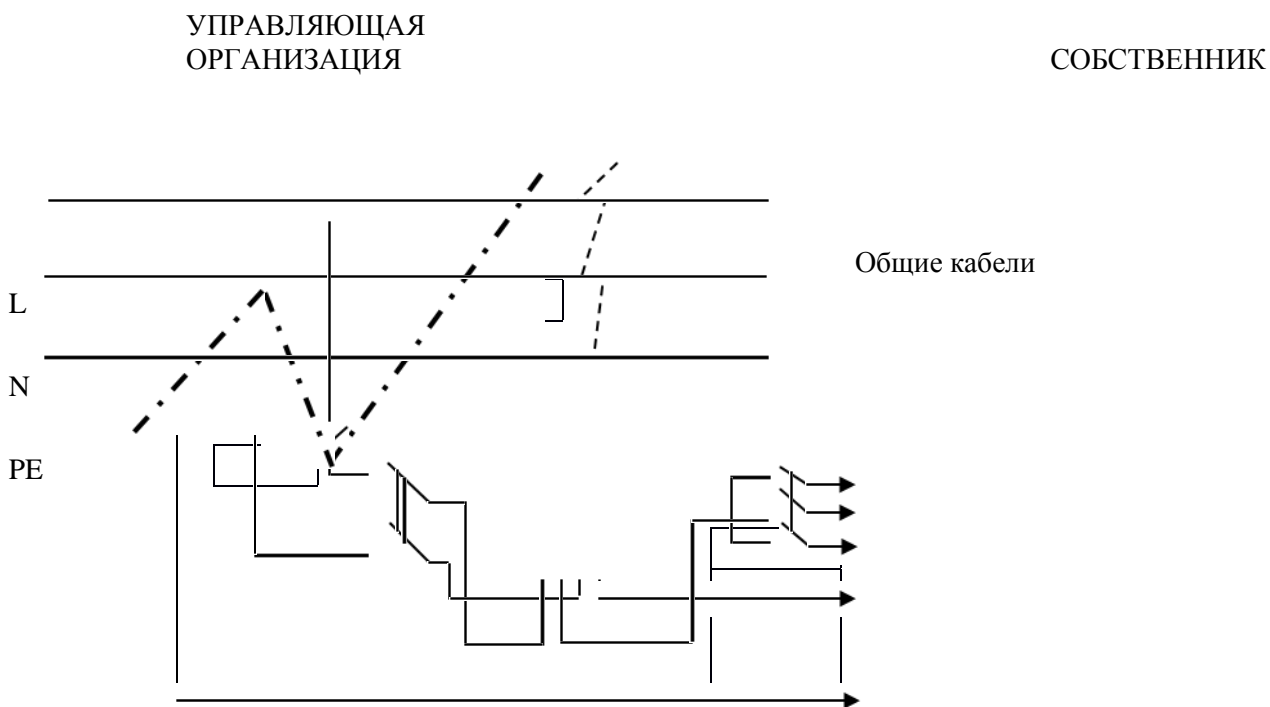 УПРАВЛЯЮЩАЯ
ОРГАНИЗАЦИЯ
СОБСТВЕННИК
Общие кабели
L
N
PE